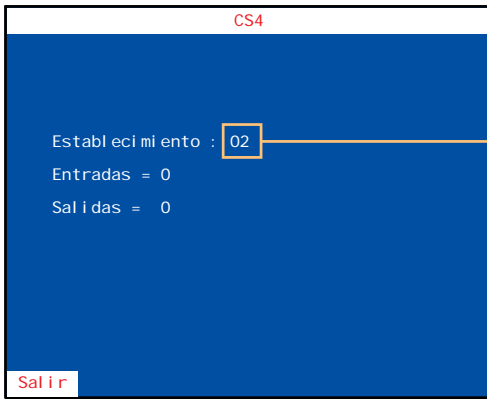 CS4
Establecimiento : 02
Entradas = 0
Salidas = 0
Salir